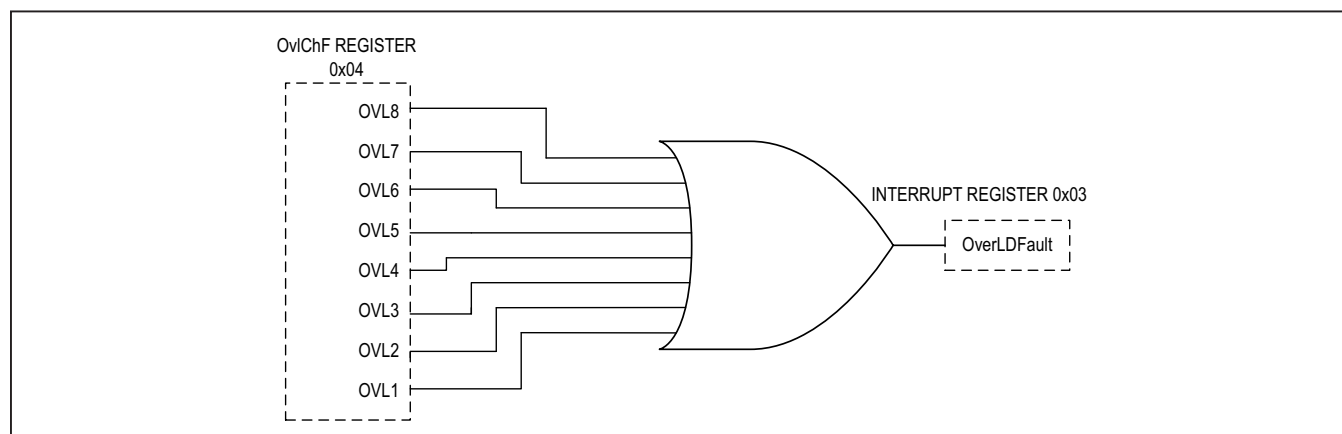 OvlChF REGISTER
0x04
OVL8
OVL7
OVL6
OVL5
OVL4
OVL3
OVL2
OVL1
INTERRUPT REGISTER 0x03
OverLDFault